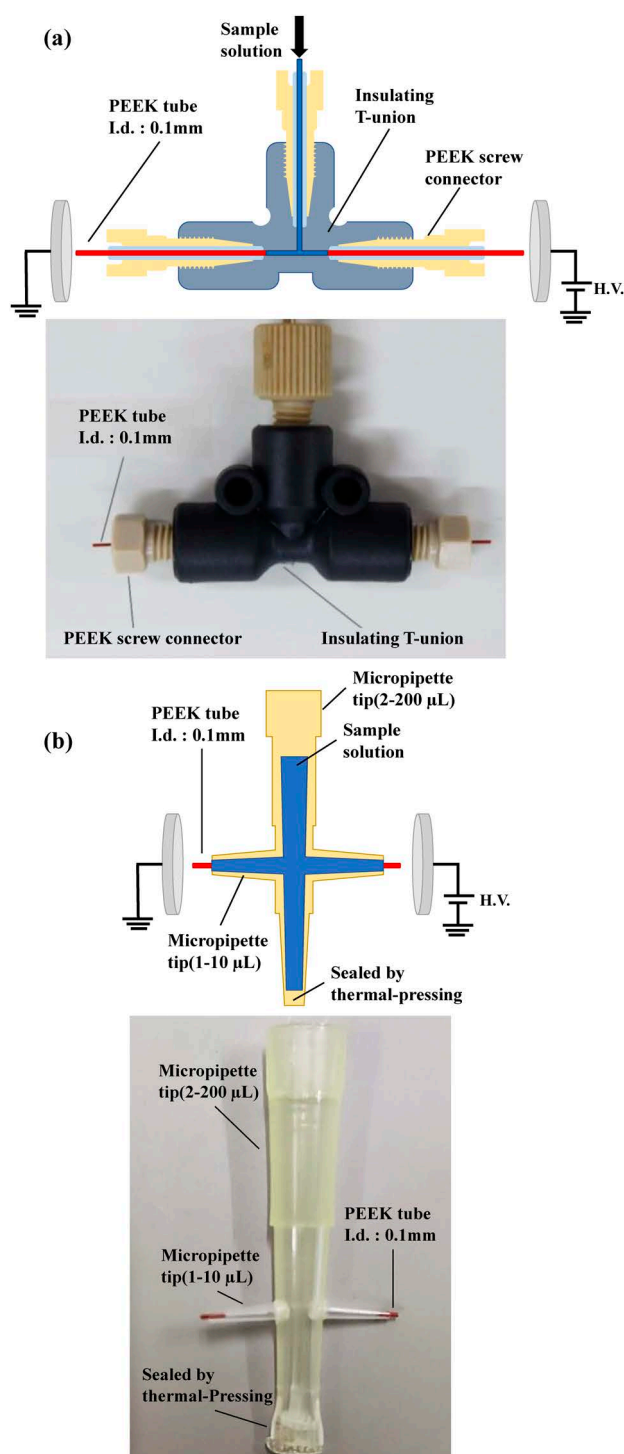 (a)
Sample
solution
PEEK tube
I.d. : 0.1mm
Insulating
T-union
PEEK screw
connector
H.V.
PEEK tube
I.d. : 0.1mm
PEEK screw connector
Insulating T-union
(b)
Micropipette
tip(2-200 µL)
PEEK tube
I.d. : 0.1mm
Sample
solution
H.V.
Micropipette
tip(1-10 µL)
Sealed by
thermal-pressing
Micropipette
tip(2-200 µL)
PEEK tube
I.d. : 0.1mm
Micropipette
tip(1-10 µL)
Sealed by
thermal-Pressing